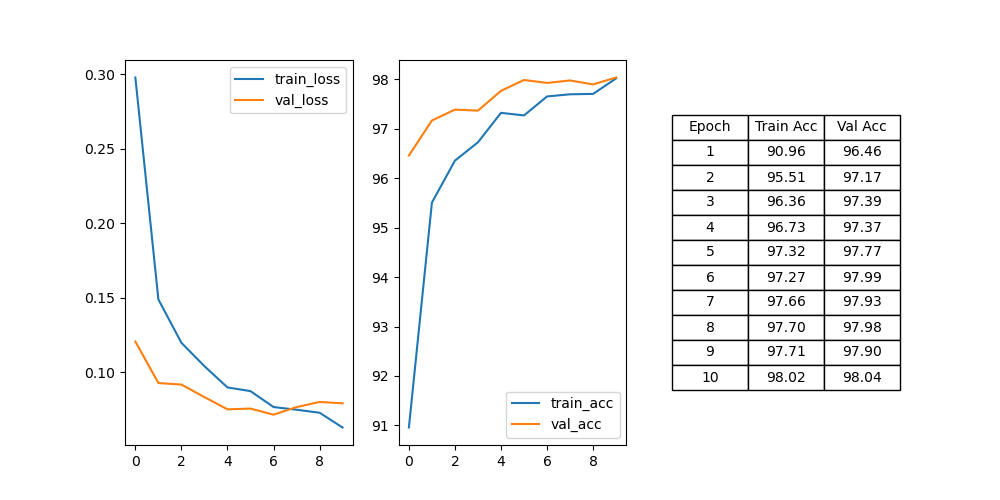 0.30
0.25
0.20
0.15
0.10
0 2 4 6 8
train_loss
val_loss
98
97
96
95
94
93
92
91
0 2 4 6 8
train_acc
val_acc
Epoch Train Acc Val Acc
1 90.96 96.46
2 95.51 97.17
3 96.36 97.39
4 96.73 97.37
5 97.32 97.77
6 97.27 97.99
7 97.66 97.93
8 97.70 97.98
9 97.71 97.90
10 98.02 98.04